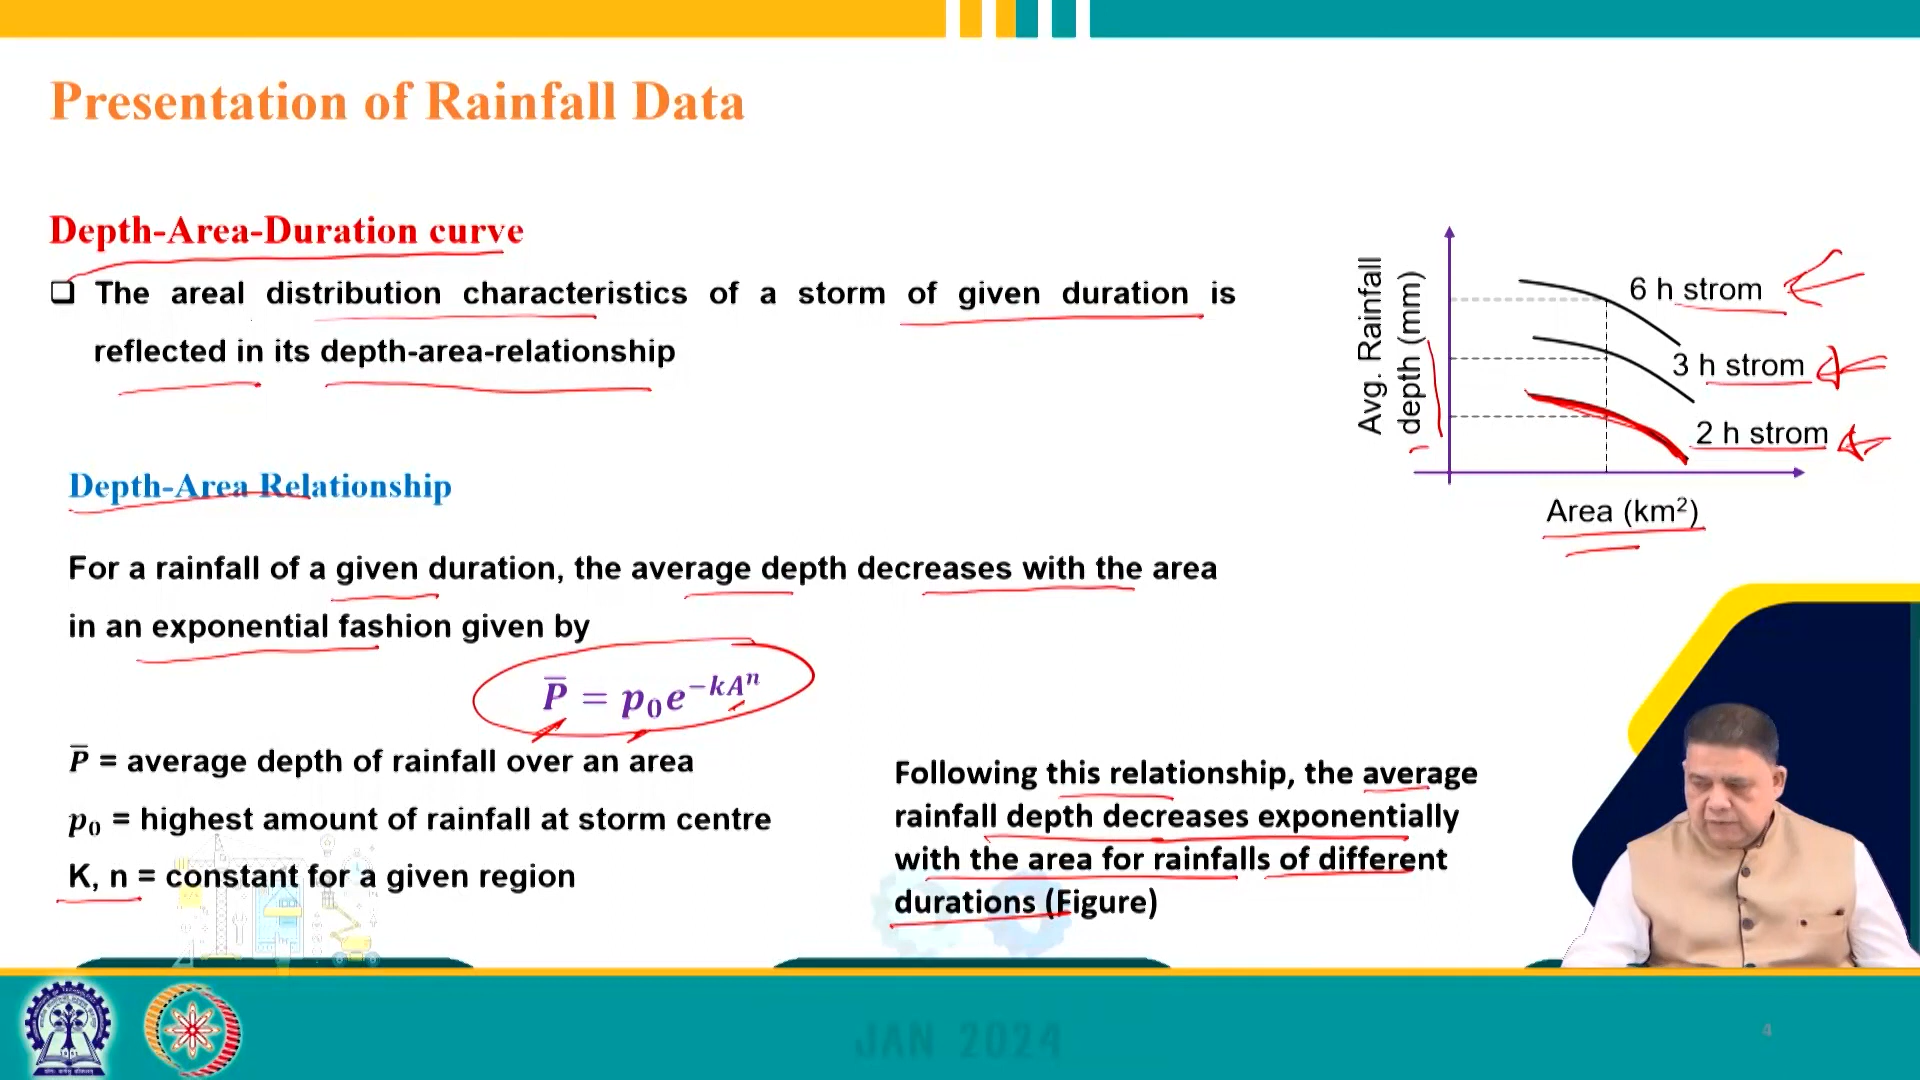 Presentation of Rainfall Data
Depth-Area-Duration curve
❑ The areal distribution characteristics of a storm of given duration is
reflected in its depth-area-relationship
Avg. Rainfall
depth (mm)
6 h strom
3 h strom
2 h strom
Area (km²)
Depth-Area Relationship
For a rainfall of a given duration, the average depth decreases with the area
in an exponential fashion given by
P̅ = p₀e^{-kAⁿ}
P̅ = average depth of rainfall over an area
p₀ = highest amount of rainfall at storm centre
K, n = constant for a given region
Following this relationship, the average
rainfall depth decreases exponentially
with the area for rainfalls of different
durations (Figure)
JAN 2024
4